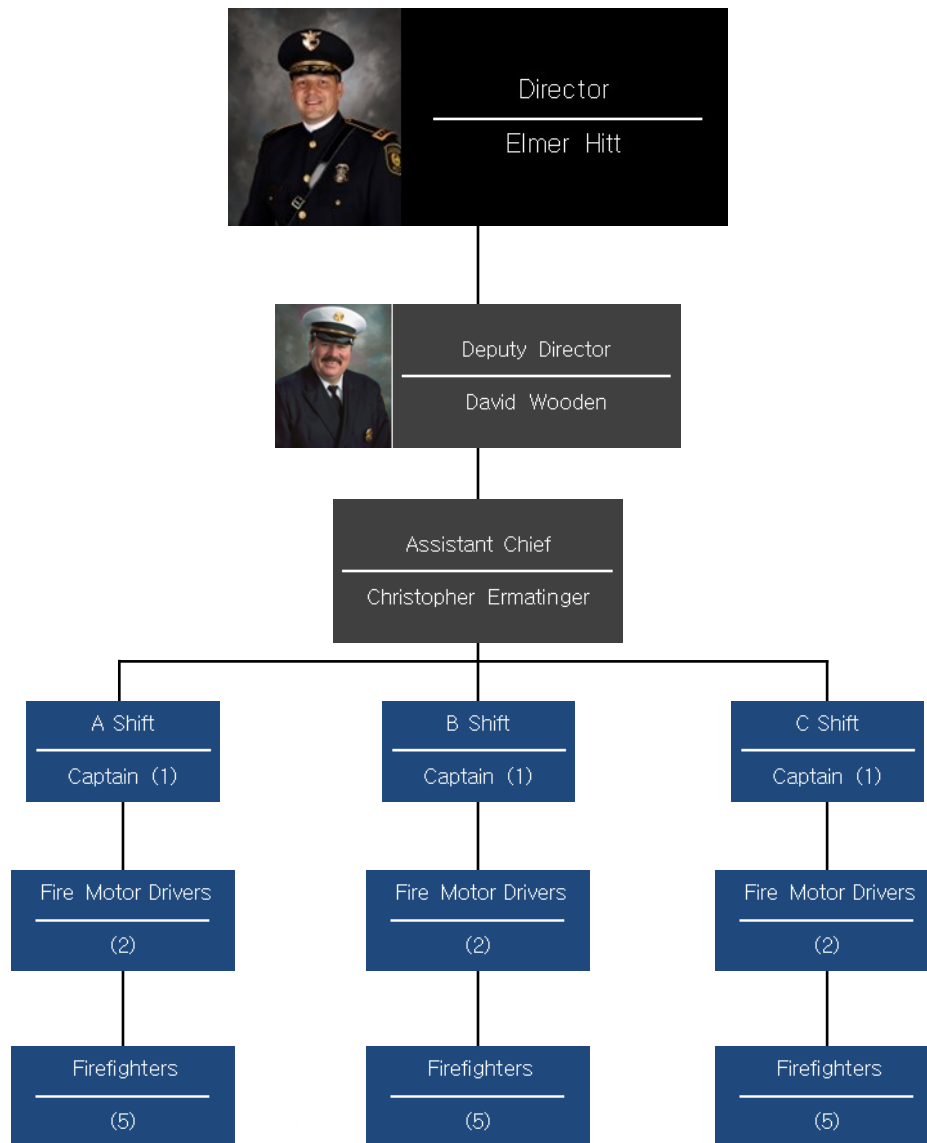 Director
Elmer Hitt
Deputy Director
David Wooden
Assistant Chief
Christopher Ermatinger
A Shift
Captain (1)
B Shift
Captain (1)
C Shift
Captain (1)
Fire Motor Drivers
(2)
Fire Motor Drivers
(2)
Fire Motor Drivers
(2)
Firefighters
(5)
Firefighters
(5)
Firefighters
(5)